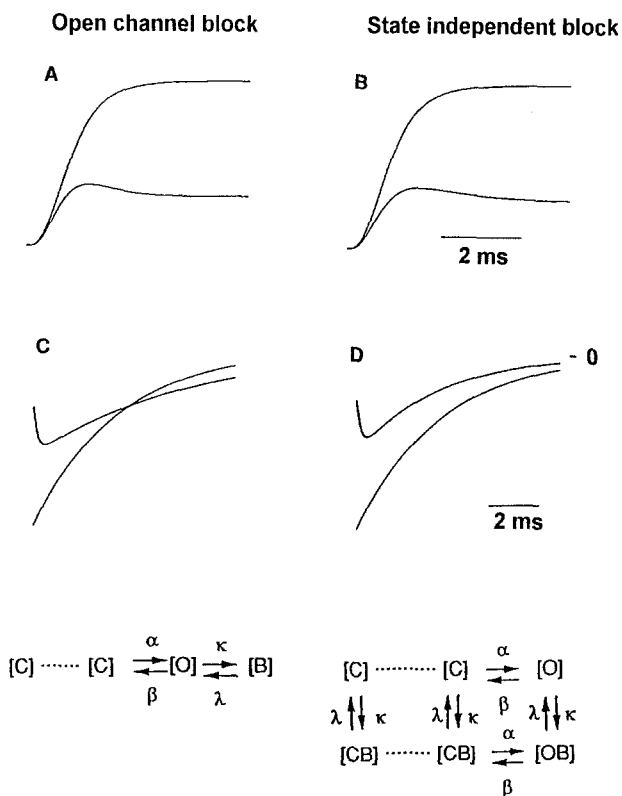 Open channel block
State independent block
A
B
2 ms
C
D
- 0
2 ms
α κ
[C] ······ [C] [O] [B]
β λ
α
[C] ········· [C] [O]
β
λ κ λ κ λ κ
α
[CB] ······· [CB] [OB]
β